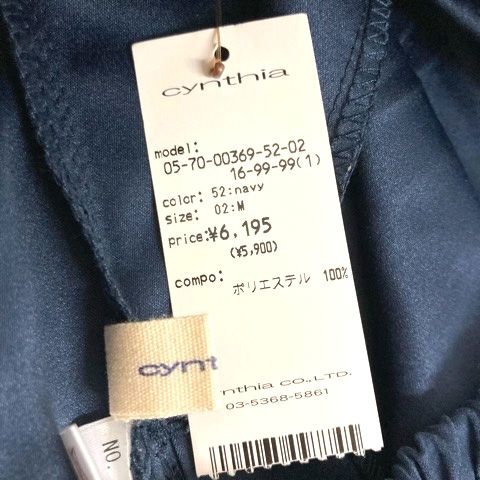 cynthia
model:
05-70-00369-52-02
16-99-99(1)
color: 52:navy
size: 02:M
price:¥6,195
(¥5,900)
compo: ポリエステル 100%
cynt
nthia CO.,LTD.
03-5368-5861
NO.